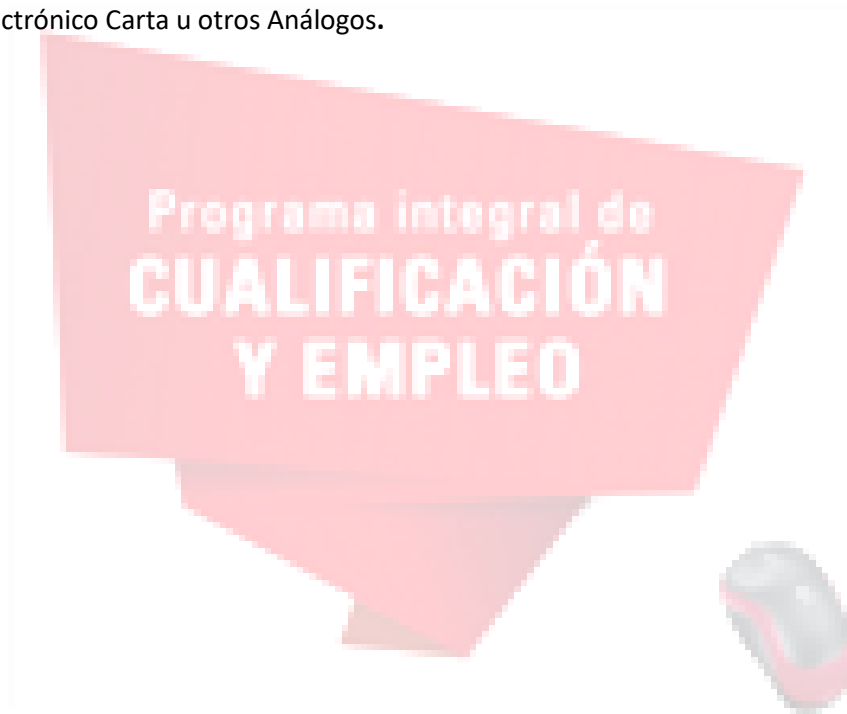 ctrónico Carta u otros Análogos.
Programa integral de
CUALIFICACIÓN
Y EMPLEO